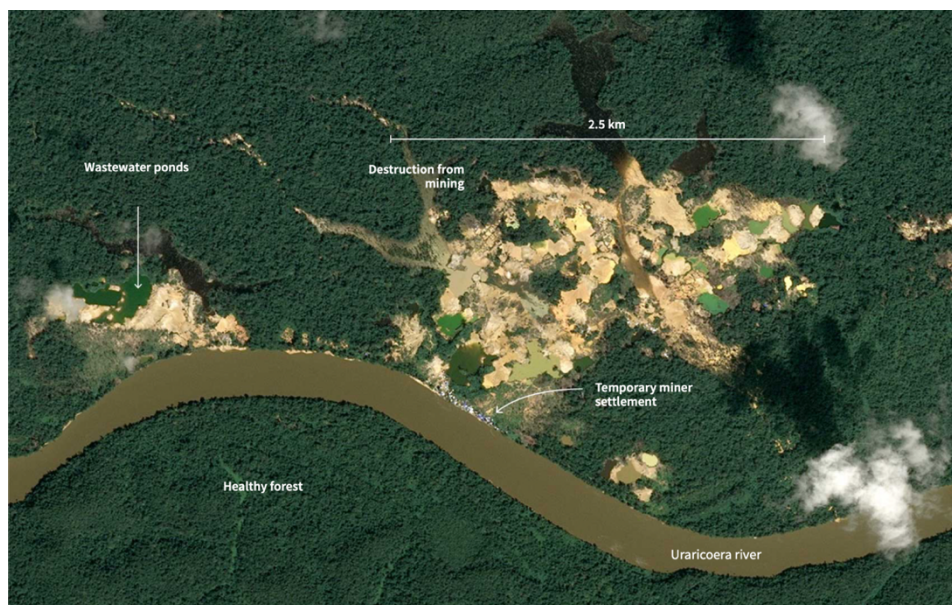 2.5 km
Wastewater ponds
Destruction from
mining
Temporary miner
settlement
Healthy forest
Uraricoera river